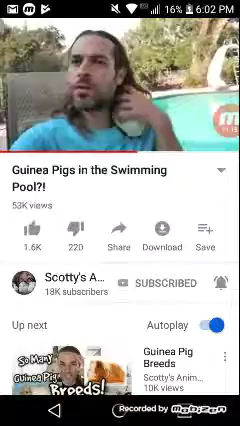 16% 6:02 PM
Guinea Pigs in the Swimming
Pool?!
53K views
1.6K
220
Share
Download
Save
Scotty's A...
18K subscribers
SUBSCRIBED
Up next
Autoplay
So Many
Guinea Pig
Breeds!
Guinea Pig
Breeds
Scotty's Anim...
10K views
Recorded by mobizen